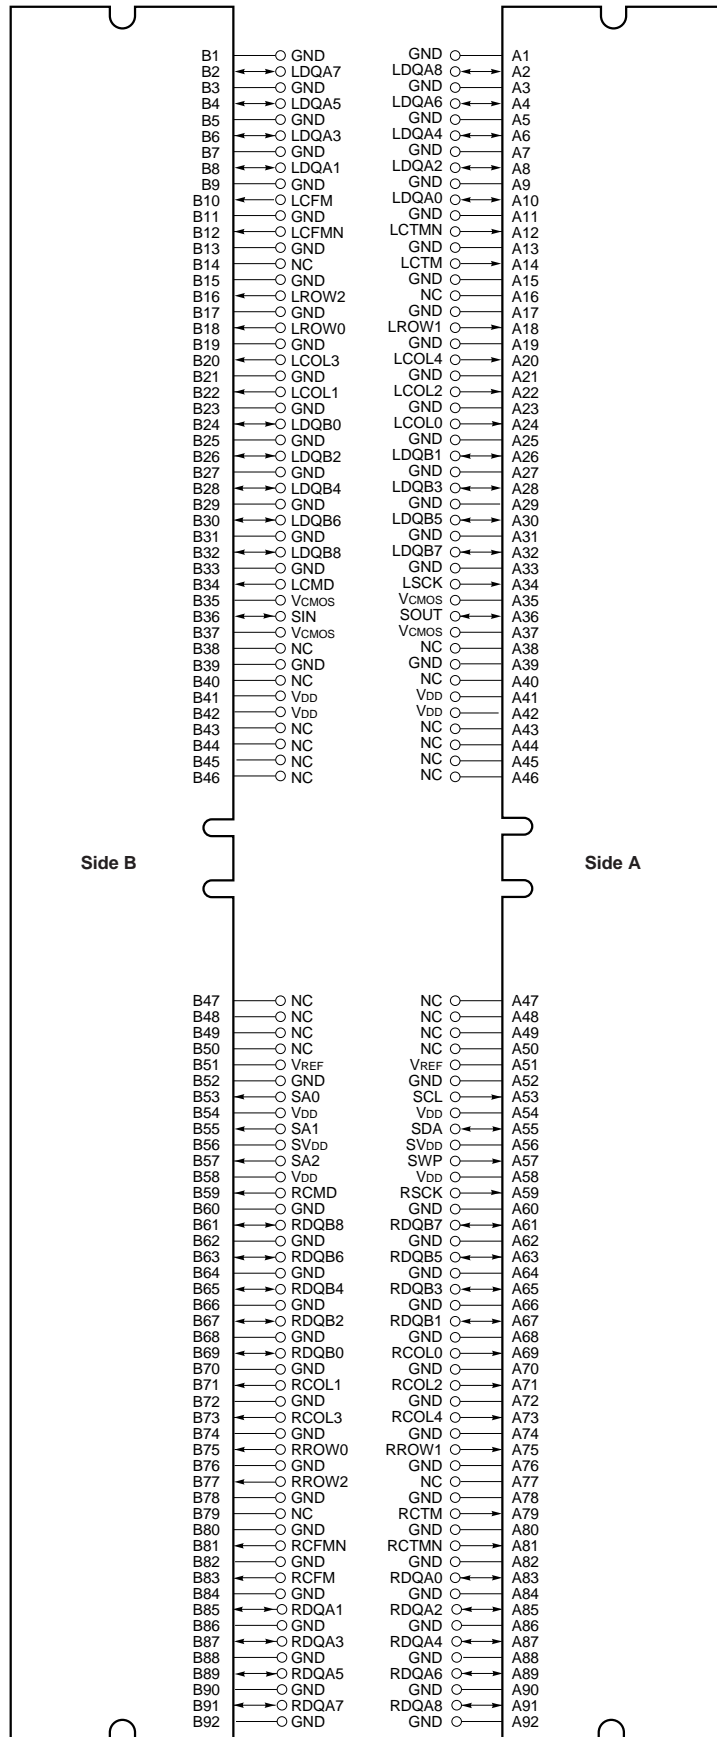 B1 GND GND A1
B2 LDQA7 LDQA8 A2
B3 GND GND A3
B4 LDQA5 LDQA6 A4
B5 GND GND A5
B6 LDQA3 LDQA4 A6
B7 GND GND A7
B8 LDQA1 LDQA2 A8
B9 GND GND A9
B10 LCFM LDQA0 A10
B11 GND GND A11
B12 LCFMN LCTMN A12
B13 GND GND A13
B14 NC LCTM A14
B15 GND GND A15
B16 LROW2 NC A16
B17 GND GND A17
B18 LROW0 LROW1 A18
B19 GND GND A19
B20 LCOL3 LCOL4 A20
B21 GND GND A21
B22 LCOL1 LCOL2 A22
B23 GND GND A23
B24 LDQB0 LCOL0 A24
B25 GND GND A25
B26 LDQB2 LDQB1 A26
B27 GND GND A27
B28 LDQB4 LDQB3 A28
B29 GND GND A29
B30 LDQB6 LDQB5 A30
B31 GND GND A31
B32 LDQB8 LDQB7 A32
B33 GND GND A33
B34 LCMD LSCK A34
B35 VCMOS VCMOS A35
B36 SIN SOUT A36
B37 VCMOS VCMOS A37
B38 NC NC A38
B39 GND GND A39
B40 NC NC A40
B41 VDD VDD A41
B42 VDD VDD A42
B43 NC NC A43
B44 NC NC A44
B45 NC NC A45
B46 NC NC A46
Side B Side A
B47 NC NC A47
B48 NC NC A48
B49 NC NC A49
B50 NC NC A50
B51 VREF VREF A51
B52 GND GND A52
B53 SA0 SCL A53
B54 VDD VDD A54
B55 SA1 SDA A55
B56 SVDD SVDD A56
B57 SA2 SWP A57
B58 VDD VDD A58
B59 RCMD RSCK A59
B60 GND GND A60
B61 RDQB8 RDQB7 A61
B62 GND GND A62
B63 RDQB6 RDQB5 A63
B64 GND GND A64
B65 RDQB4 RDQB3 A65
B66 GND GND A66
B67 RDQB2 RDQB1 A67
B68 GND GND A68
B69 RDQB0 RCOL0 A69
B70 GND GND A70
B71 RCOL1 RCOL2 A71
B72 GND GND A72
B73 RCOL3 RCOL4 A73
B74 GND GND A74
B75 RROW0 RROW1 A75
B76 GND GND A76
B77 RROW2 NC A77
B78 GND GND A78
B79 NC RCTM A79
B80 GND GND A80
B81 RCFMN RCTMN A81
B82 GND GND A82
B83 RCFM RDQA0 A83
B84 GND GND A84
B85 RDQA1 RDQA2 A85
B86 GND GND A86
B87 RDQA3 RDQA4 A87
B88 GND GND A88
B89 RDQA5 RDQA6 A89
B90 GND GND A90
B91 RDQA7 RDQA8 A91
B92 GND GND A92